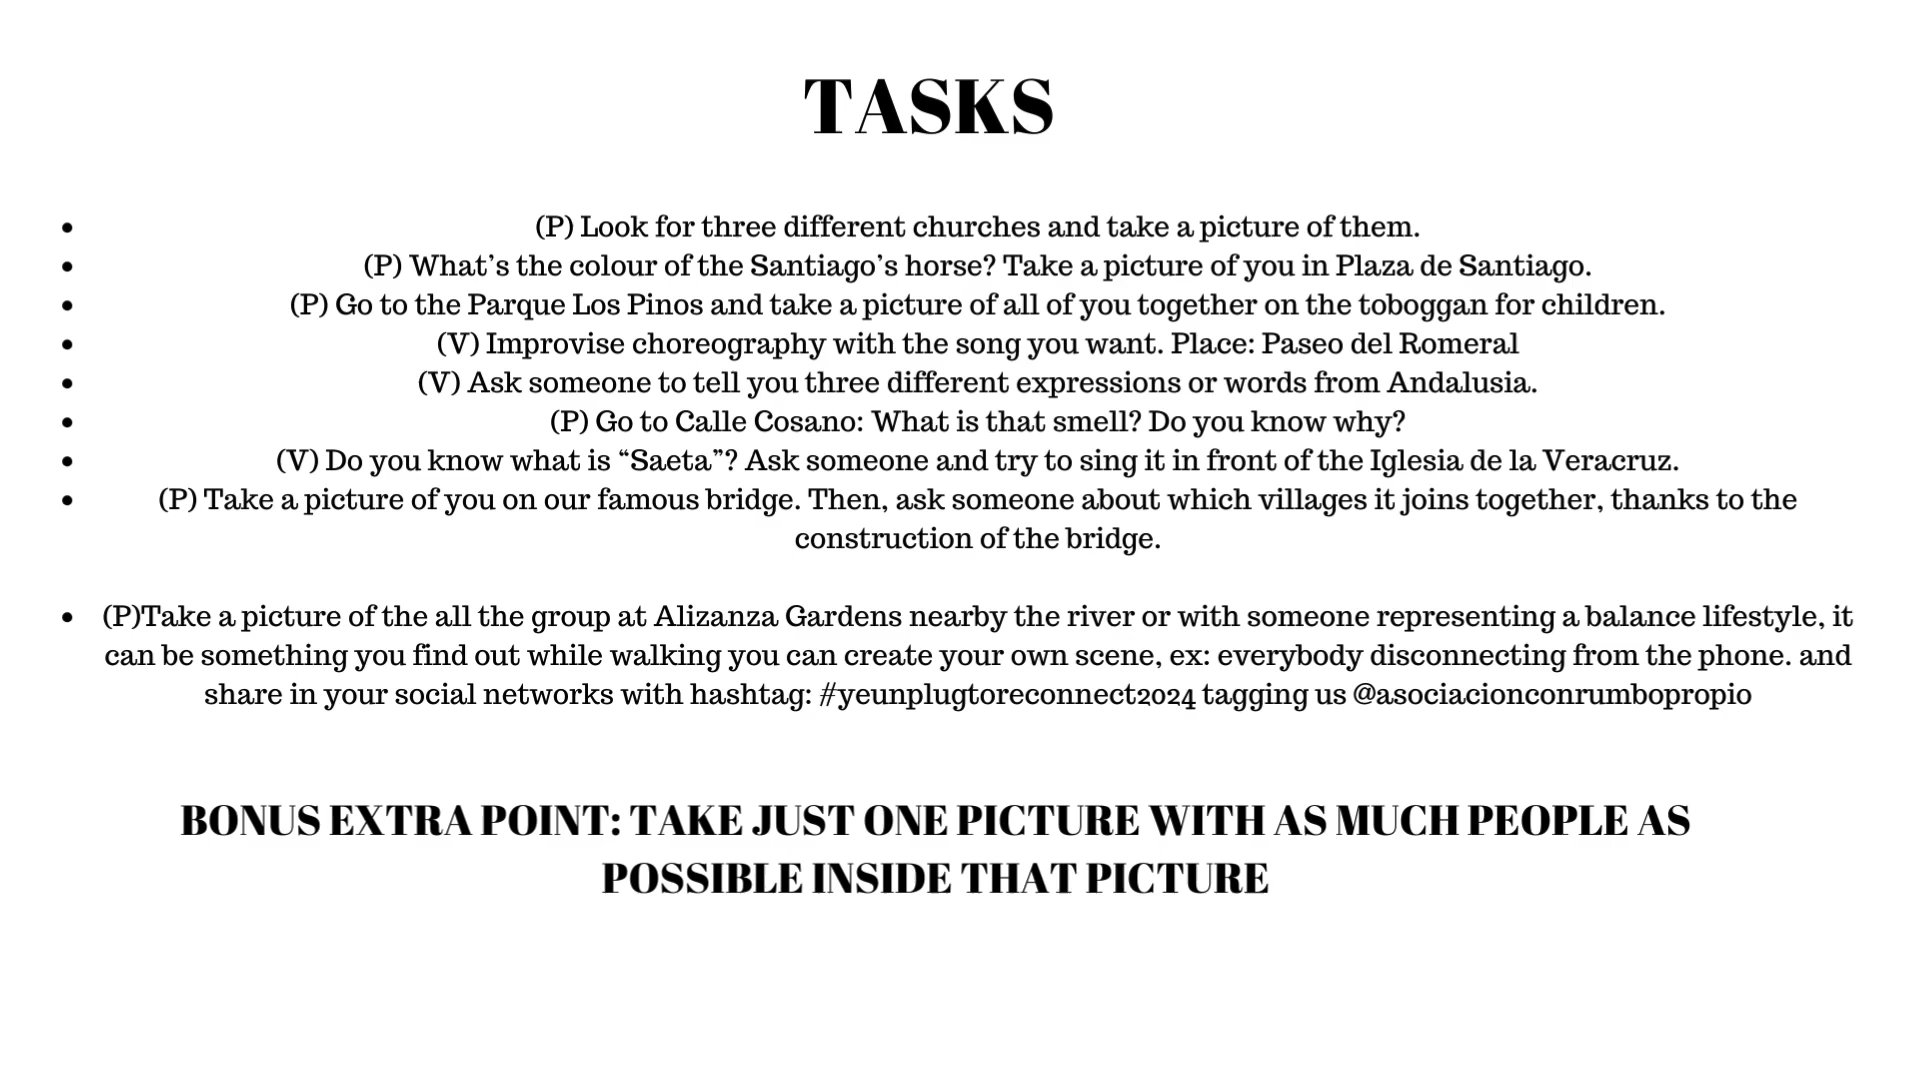 TASKS
• (P) Look for three different churches and take a picture of them.
• (P) What’s the colour of the Santiago’s horse? Take a picture of you in Plaza de Santiago.
• (P) Go to the Parque Los Pinos and take a picture of all of you together on the toboggan for children.
• (V) Improvise choreography with the song you want. Place: Paseo del Romeral
• (V) Ask someone to tell you three different expressions or words from Andalusia.
• (P) Go to Calle Cosano: What is that smell? Do you know why?
• (V) Do you know what is “Saeta”? Ask someone and try to sing it in front of the Iglesia de la Veracruz.
• (P) Take a picture of you on our famous bridge. Then, ask someone about which villages it joins together, thanks to the
construction of the bridge.
• (P)Take a picture of the all the group at Alizanza Gardens nearby the river or with someone representing a balance lifestyle, it
can be something you find out while walking you can create your own scene, ex: everybody disconnecting from the phone. and
share in your social networks with hashtag: #yeunplugtoreconnect2024 tagging us @asociacionconrumbopropio
BONUS EXTRA POINT: TAKE JUST ONE PICTURE WITH AS MUCH PEOPLE AS
POSSIBLE INSIDE THAT PICTURE